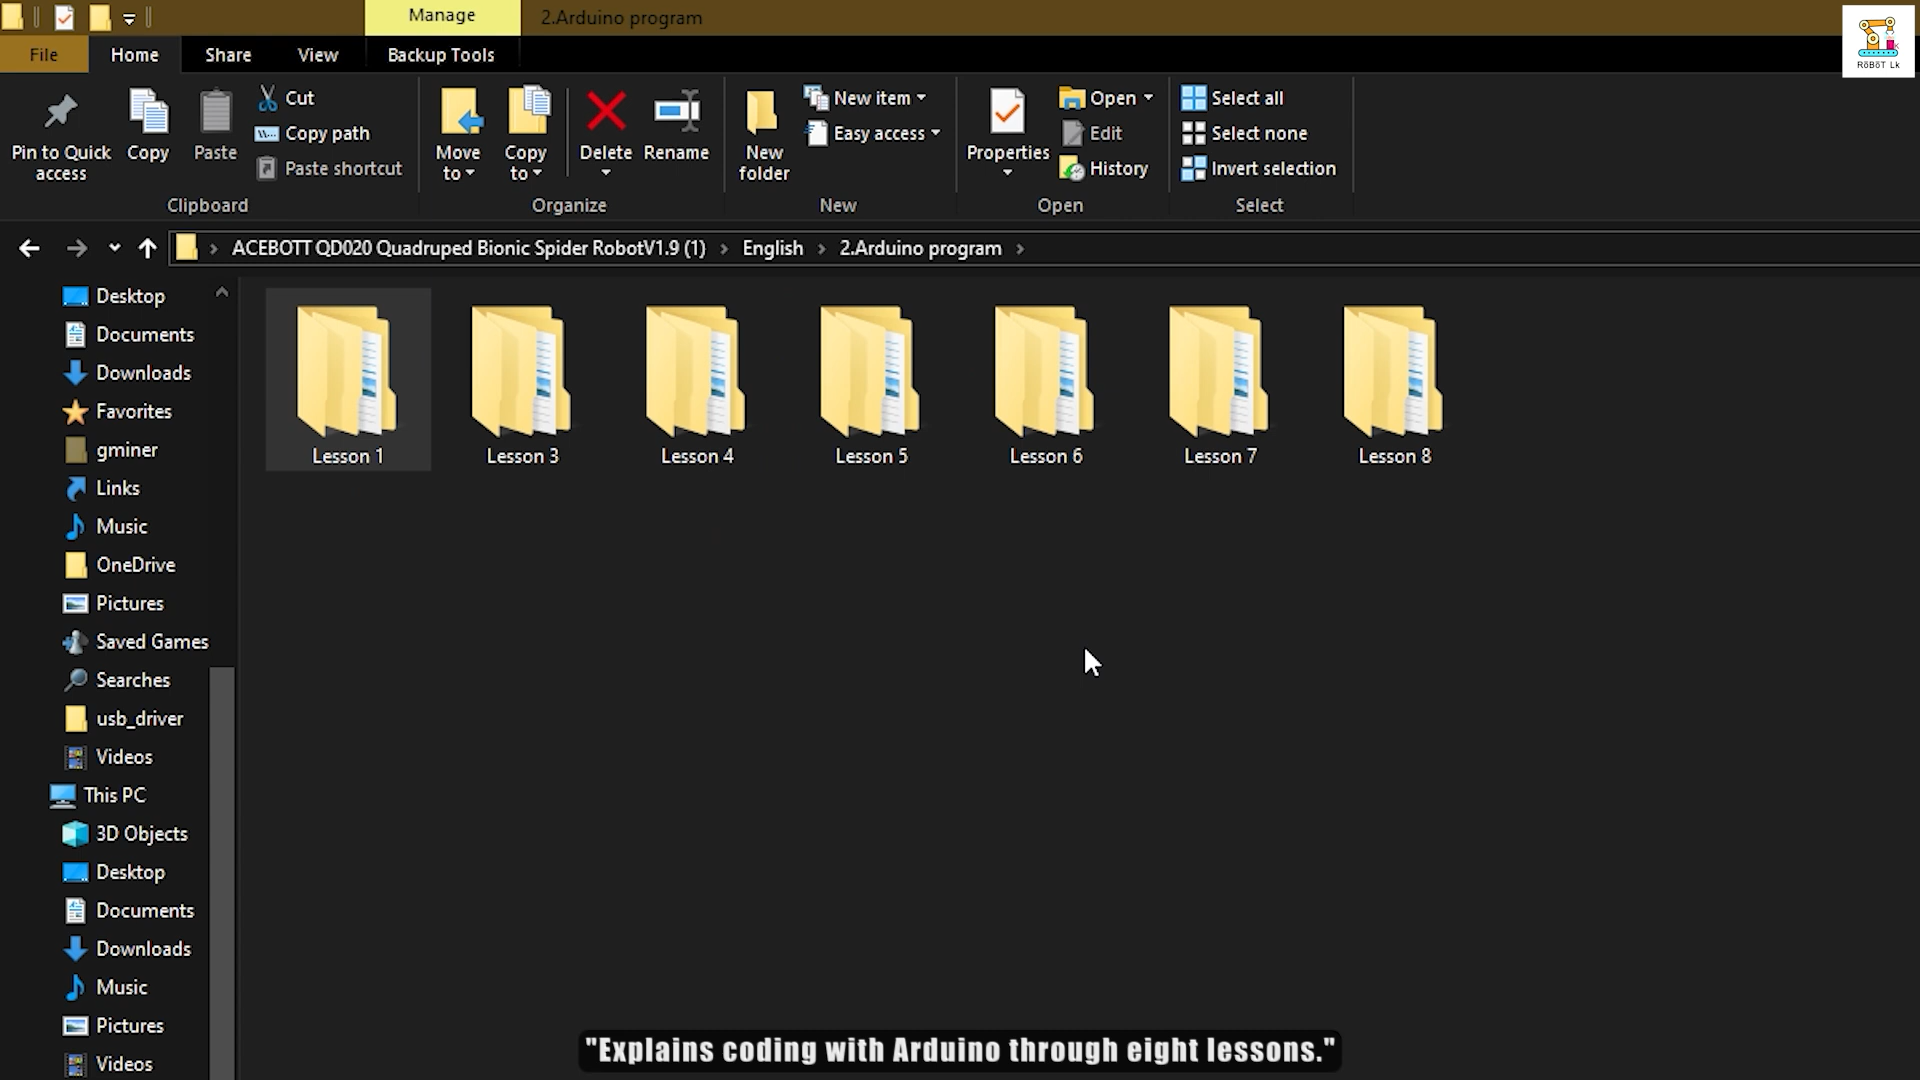 Manage
2.Arduino program
RöBöT Lk
File
Home
Share
View
Backup Tools
Pin to Quick
access
Copy
Paste
Cut
Copy path
Paste shortcut
Clipboard
Move
to
Copy
to
Delete
Rename
Organize
New
folder
New item
Easy access
New
Properties
Open
Edit
History
Open
Select all
Select none
Invert selection
Select
ACEBOTT QD020 Quadruped Bionic Spider RobotV1.9 (1)
English
2.Arduino program
Desktop
Documents
Downloads
Favorites
gminer
Links
Music
OneDrive
Pictures
Saved Games
Searches
usb_driver
Videos
This PC
3D Objects
Desktop
Documents
Downloads
Music
Pictures
Videos
Lesson 1
Lesson 3
Lesson 4
Lesson 5
Lesson 6
Lesson 7
Lesson 8
"Explains coding with Arduino through eight lessons."